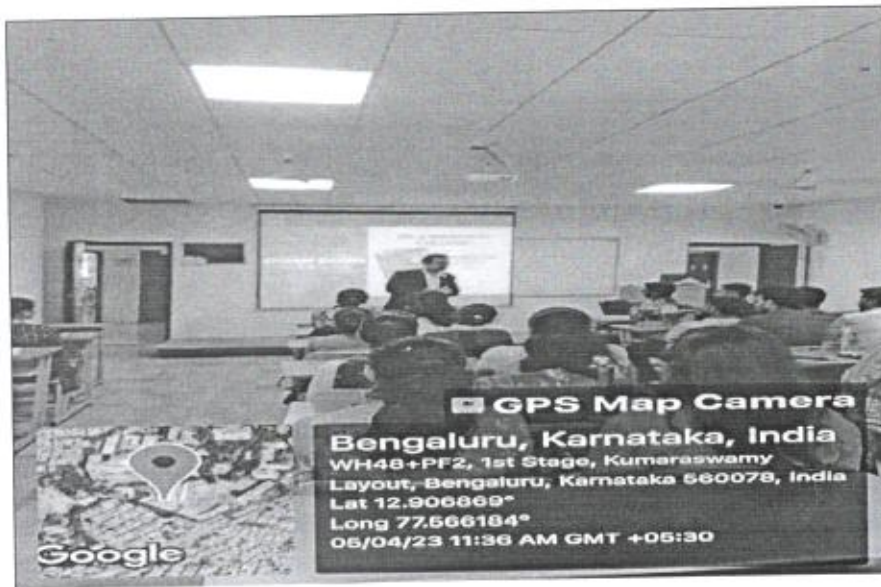 GPS Map Camera
Bengaluru, Karnataka, India
WH48+PF2, 1st Stage, Kumaraswamy
Layout, Bengaluru, Karnataka 560078, India
Lat 12.906869°
Long 77.566184°
05/04/23 11:36 AM GMT +05:30
Google